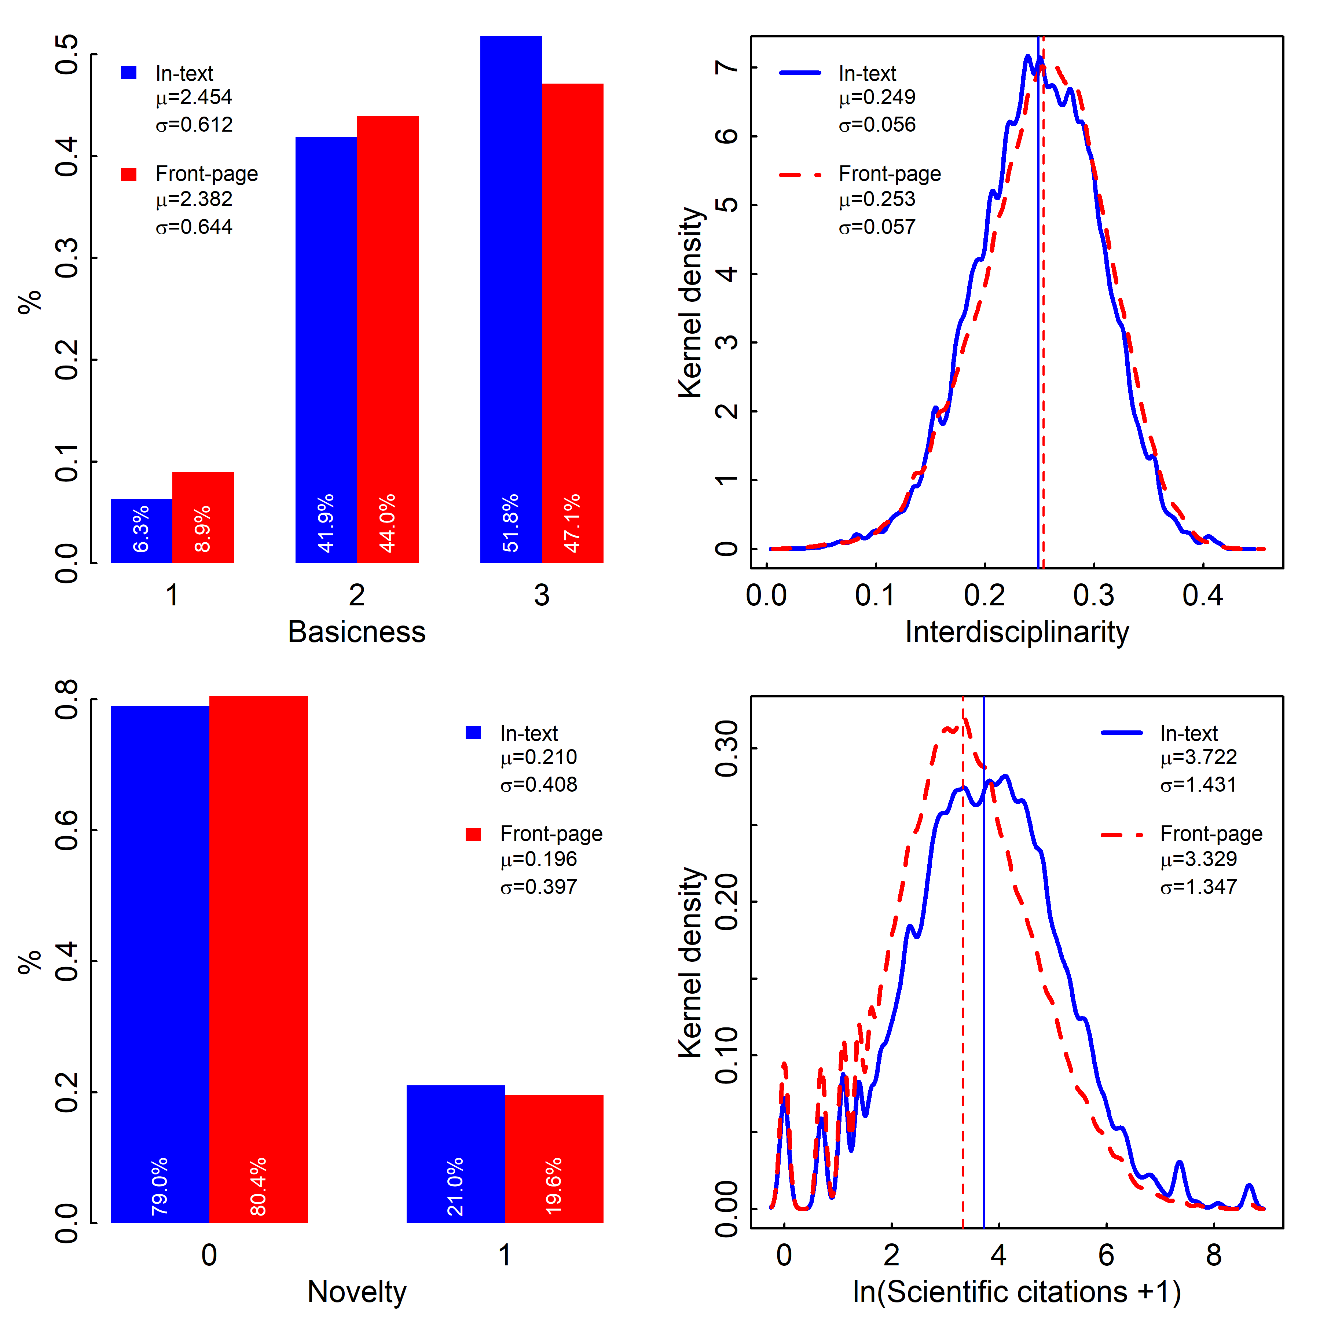 0.5
0.4
0.3
0.2
0.1
0.0
%
In-text
μ=2.454
σ=0.612
Front-page
μ=2.382
σ=0.644
6.3%
8.9%
41.9%
44.0%
51.8%
47.1%
1 2 3
Basicness
7
6
5
4
3
2
1
0
Kernel density
In-text
μ=0.249
σ=0.056
Front-page
μ=0.253
σ=0.057
0.0 0.1 0.2 0.3 0.4
Interdisciplinarity
0.8
0.6
0.4
0.2
0.0
%
In-text
μ=0.210
σ=0.408
Front-page
μ=0.196
σ=0.397
79.0%
80.4%
21.0%
19.6%
0 1
Novelty
0.30
0.20
0.10
0.00
Kernel density
In-text
μ=3.722
σ=1.431
Front-page
μ=3.329
σ=1.347
0 2 4 6 8
ln(Scientific citations +1)